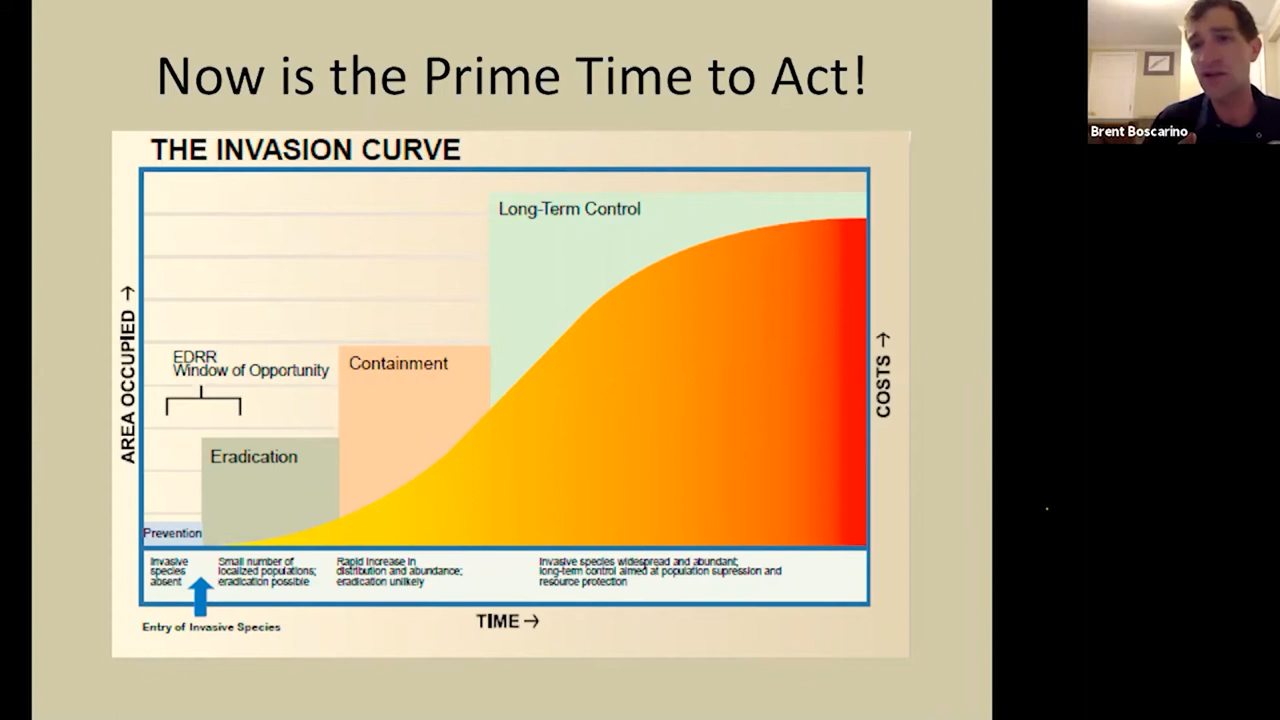 Now is the Prime Time to Act!
THE INVASION CURVE
Long-Term Control
EDRR
Window of Opportunity
Containment
Eradication
Prevention
AREA OCCUPIED →
COSTS →
Invasive
species
absent
Small number of
localized populations;
eradication possible
Rapid increase in
distribution and abundance;
eradication unlikely
Invasive species widespread and abundant;
long-term control aimed at population supression and
resource protection
Entry of Invasive Species
TIME →
Brent Boscarino